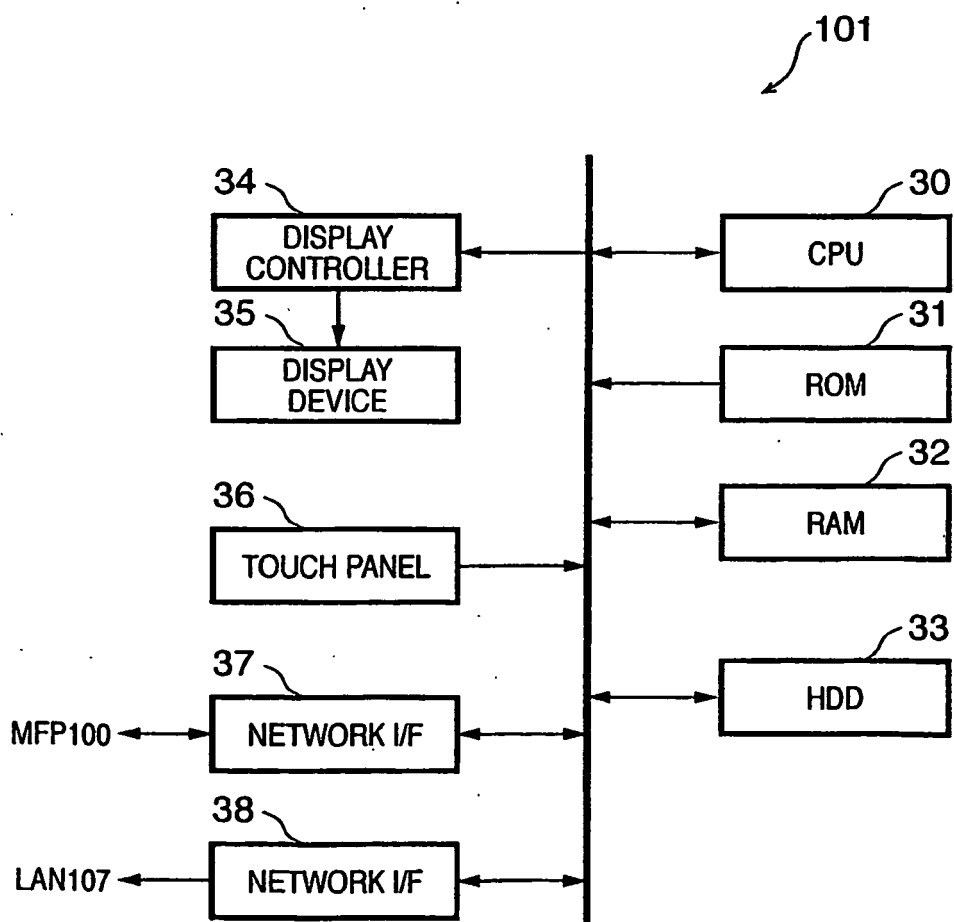 101
34
DISPLAY
CONTROLLER
30
CPU
35
DISPLAY
DEVICE
31
ROM
32
RAM
36
TOUCH PANEL
33
HDD
37
MFP100
NETWORK I/F
38
LAN107
NETWORK I/F